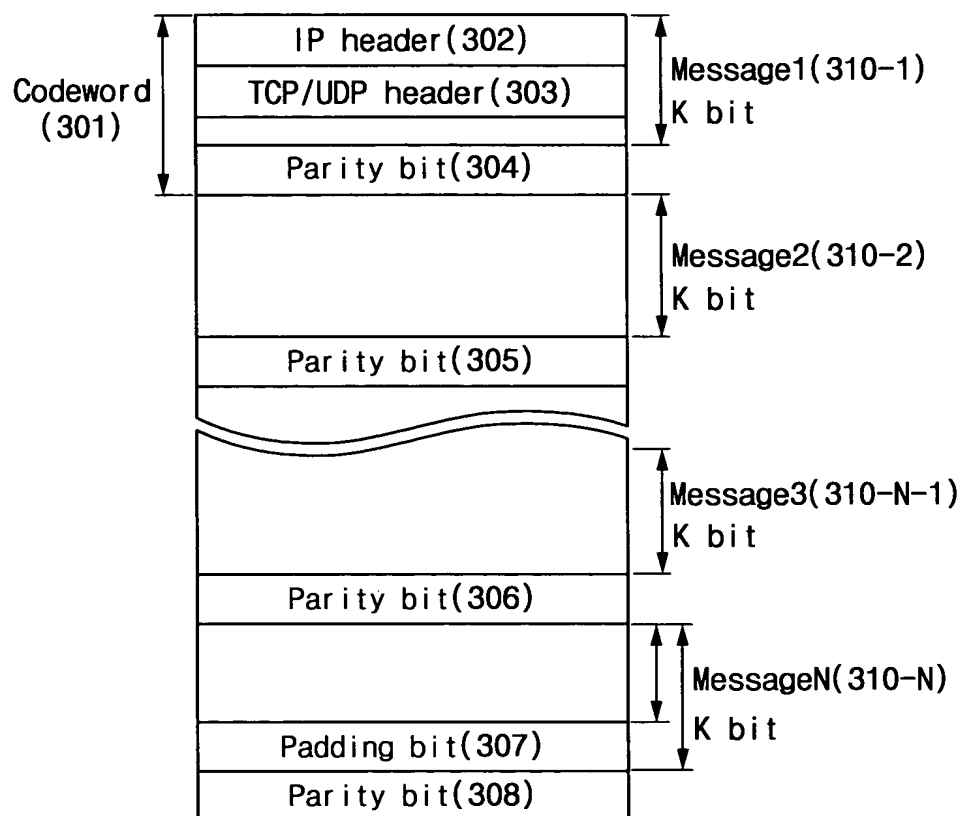 IP header(302)
TCP/UDP header(303)
Codeword
(301)
Message1(310-1)
K bit
Parity bit(304)
Message2(310-2)
K bit
Parity bit(305)
Message3(310-N-1)
K bit
Parity bit(306)
MessageN(310-N)
K bit
Padding bit(307)
Parity bit(308)